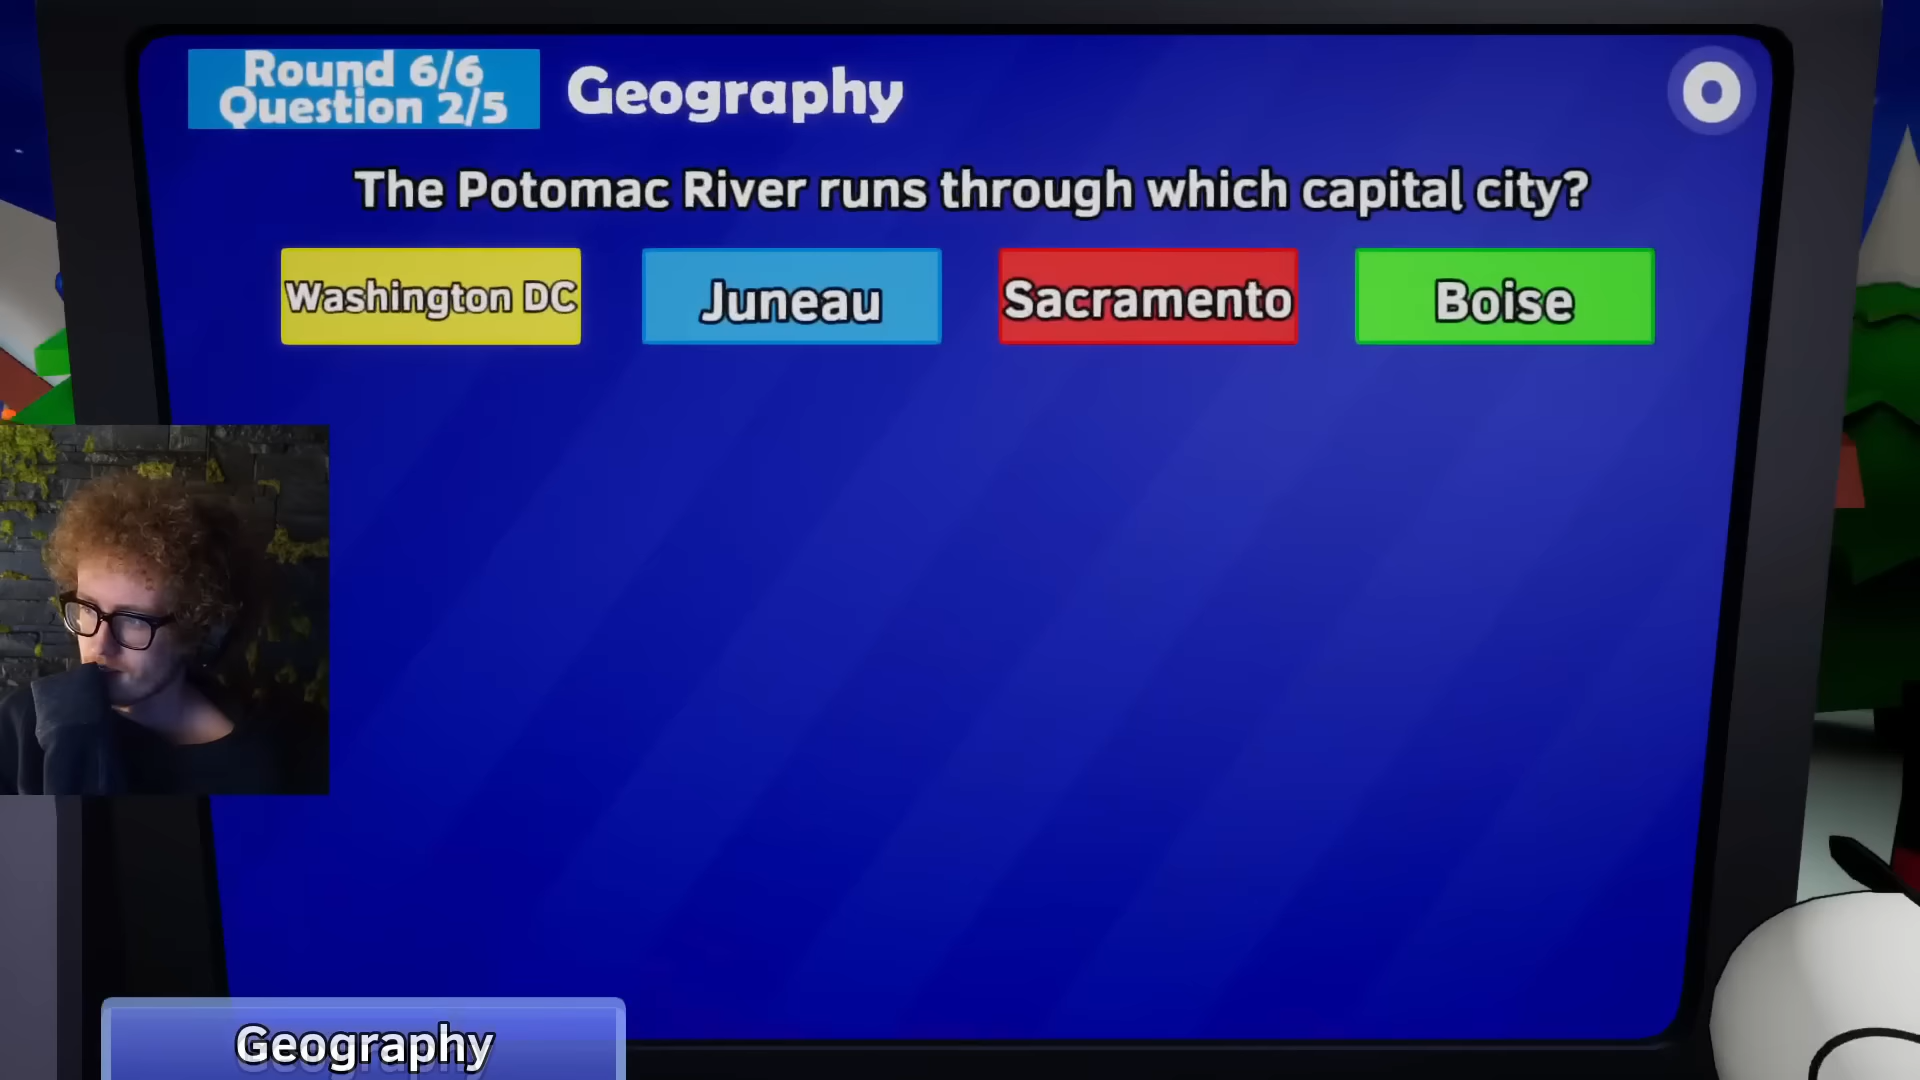 Round 6/6
Question 2/5
Geography
0
The Potomac River runs through which capital city?
Washington DC
Juneau
Sacramento
Boise
Geography